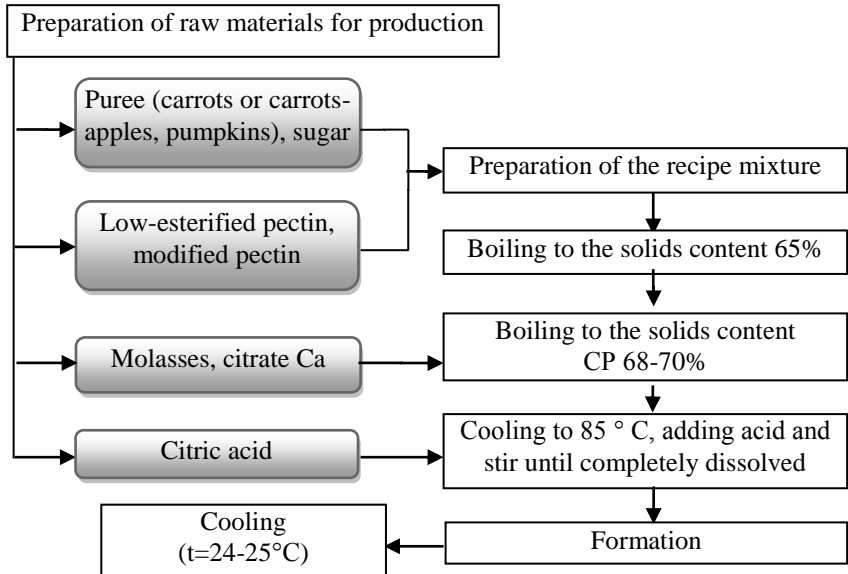 Preparation of raw materials for production
Puree (carrots or carrots-
apples, pumpkins), sugar
Preparation of the recipe mixture
Low-esterified pectin,
modified pectin
Boiling to the solids content 65%
Boiling to the solids content
CP 68-70%
Molasses, citrate Ca
Cooling to 85 ° C, adding acid and
stir until completely dissolved
Citric acid
Formation
Cooling
(t=24-25°C)